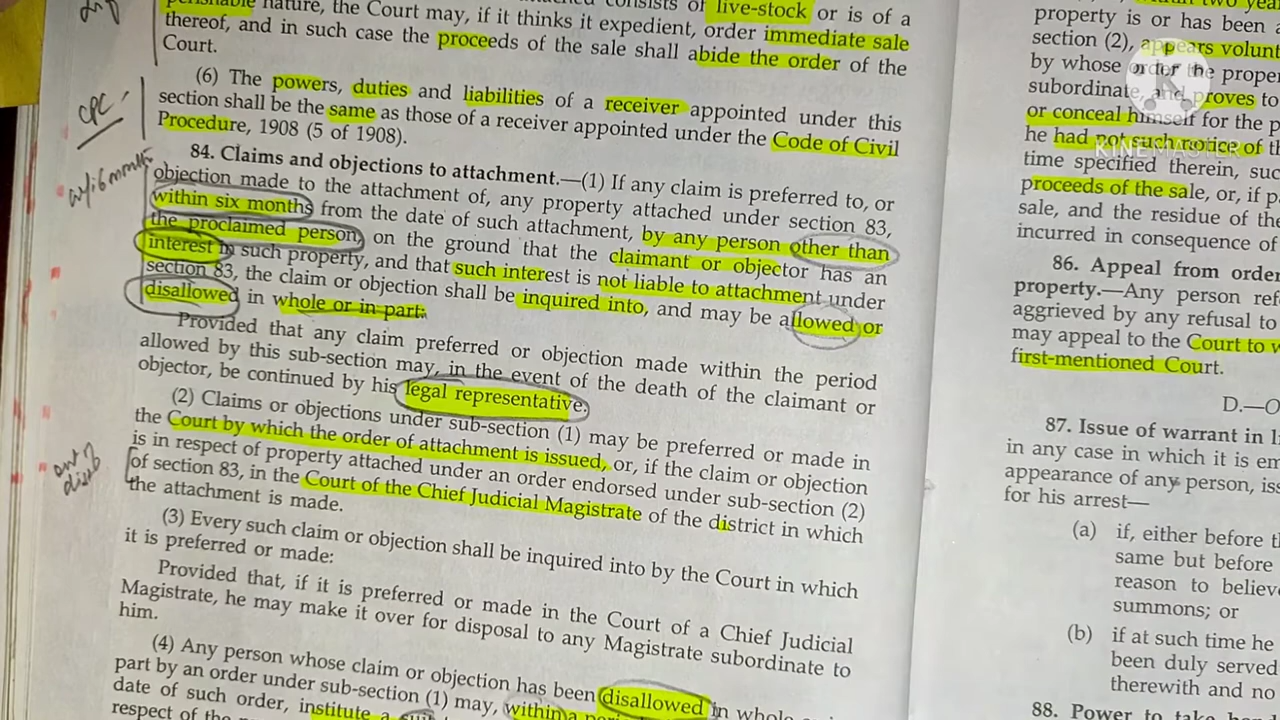 perishable nature, the Court may, if it thinks it expedient, order immediate sale
thereof, and in such case the proceeds of the sale shall abide the order of the
Court.
(6) The powers, duties and liabilities of a receiver appointed under this
section shall be the same as those of a receiver appointed under the Code of Civil
Procedure, 1908 (5 of 1908).
CPC
84. Claims and objections to attachment.—(1) If any claim is preferred to, or
objection made to the attachment of, any property attached under section 83,
within six months from the date of such attachment, by any person other than
the proclaimed person, on the ground that the claimant or objector has an
interest in such property, and that such interest is not liable to attachment under
section 83, the claim or objection shall be inquired into, and may be allowed or
disallowed in whole or in part:
Provided that any claim preferred or objection made within the period
allowed by this sub-section may, in the event of the death of the claimant or
objector, be continued by his legal representative.
(2) Claims or objections under sub-section (1) may be preferred or made in
the Court by which the order of attachment is issued, or, if the claim or objection
is in respect of property attached under an order endorsed under sub-section (2)
of section 83, in the Court of the Chief Judicial Magistrate of the district in which
the attachment is made.
(3) Every such claim or objection shall be inquired into by the Court in which
it is preferred or made:
Provided that, if it is preferred or made in the Court of a Chief Judicial
Magistrate, he may make it over for disposal to any Magistrate subordinate to
him.
(4) Any person whose claim or objection has been disallowed in whole
part by an order under sub-section (1) may, within a
date of such order, institute a
respect of the
property is or has been
section (2), appears volunt
by whose order the proper
subordinate, and proves to
or conceal himself for the p
he had not such notice of th
time specified therein, suc
proceeds of the sale, or, if p
sale, and the residue of the
incurred in consequence of
86. Appeal from order
property.—Any person ref
aggrieved by any refusal to
may appeal to the Court to w
first-mentioned Court.
D.—O
87. Issue of warrant in li
in any case in which it is em
appearance of any person, iss
for his arrest—
(a) if, either before th
same but before
reason to believe
summons; or
(b) if at such time he
been duly served
therewith and no
88. Power to take
KINEMASTER